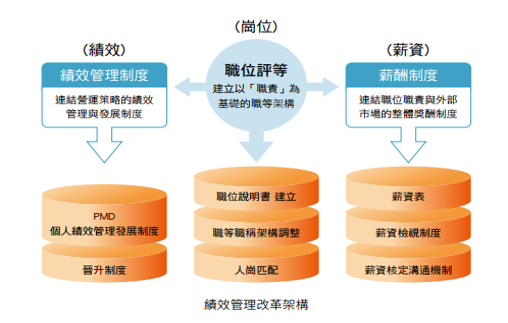 (崗位)
(績效)
(薪資)
職位評等
建立以「職責」為
基礎的職等架構
績效管理制度
連結營運策略的績效
管理與發展制度
薪酬制度
連結職位職責與外部
市場的整體獎酬制度
PMD
個人績效管理發展制度
晉升制度
職位說明書 建立
職等職稱架構調整
人崗匹配
薪資表
薪資檢視制度
薪資核定溝通機制
績效管理改革架構